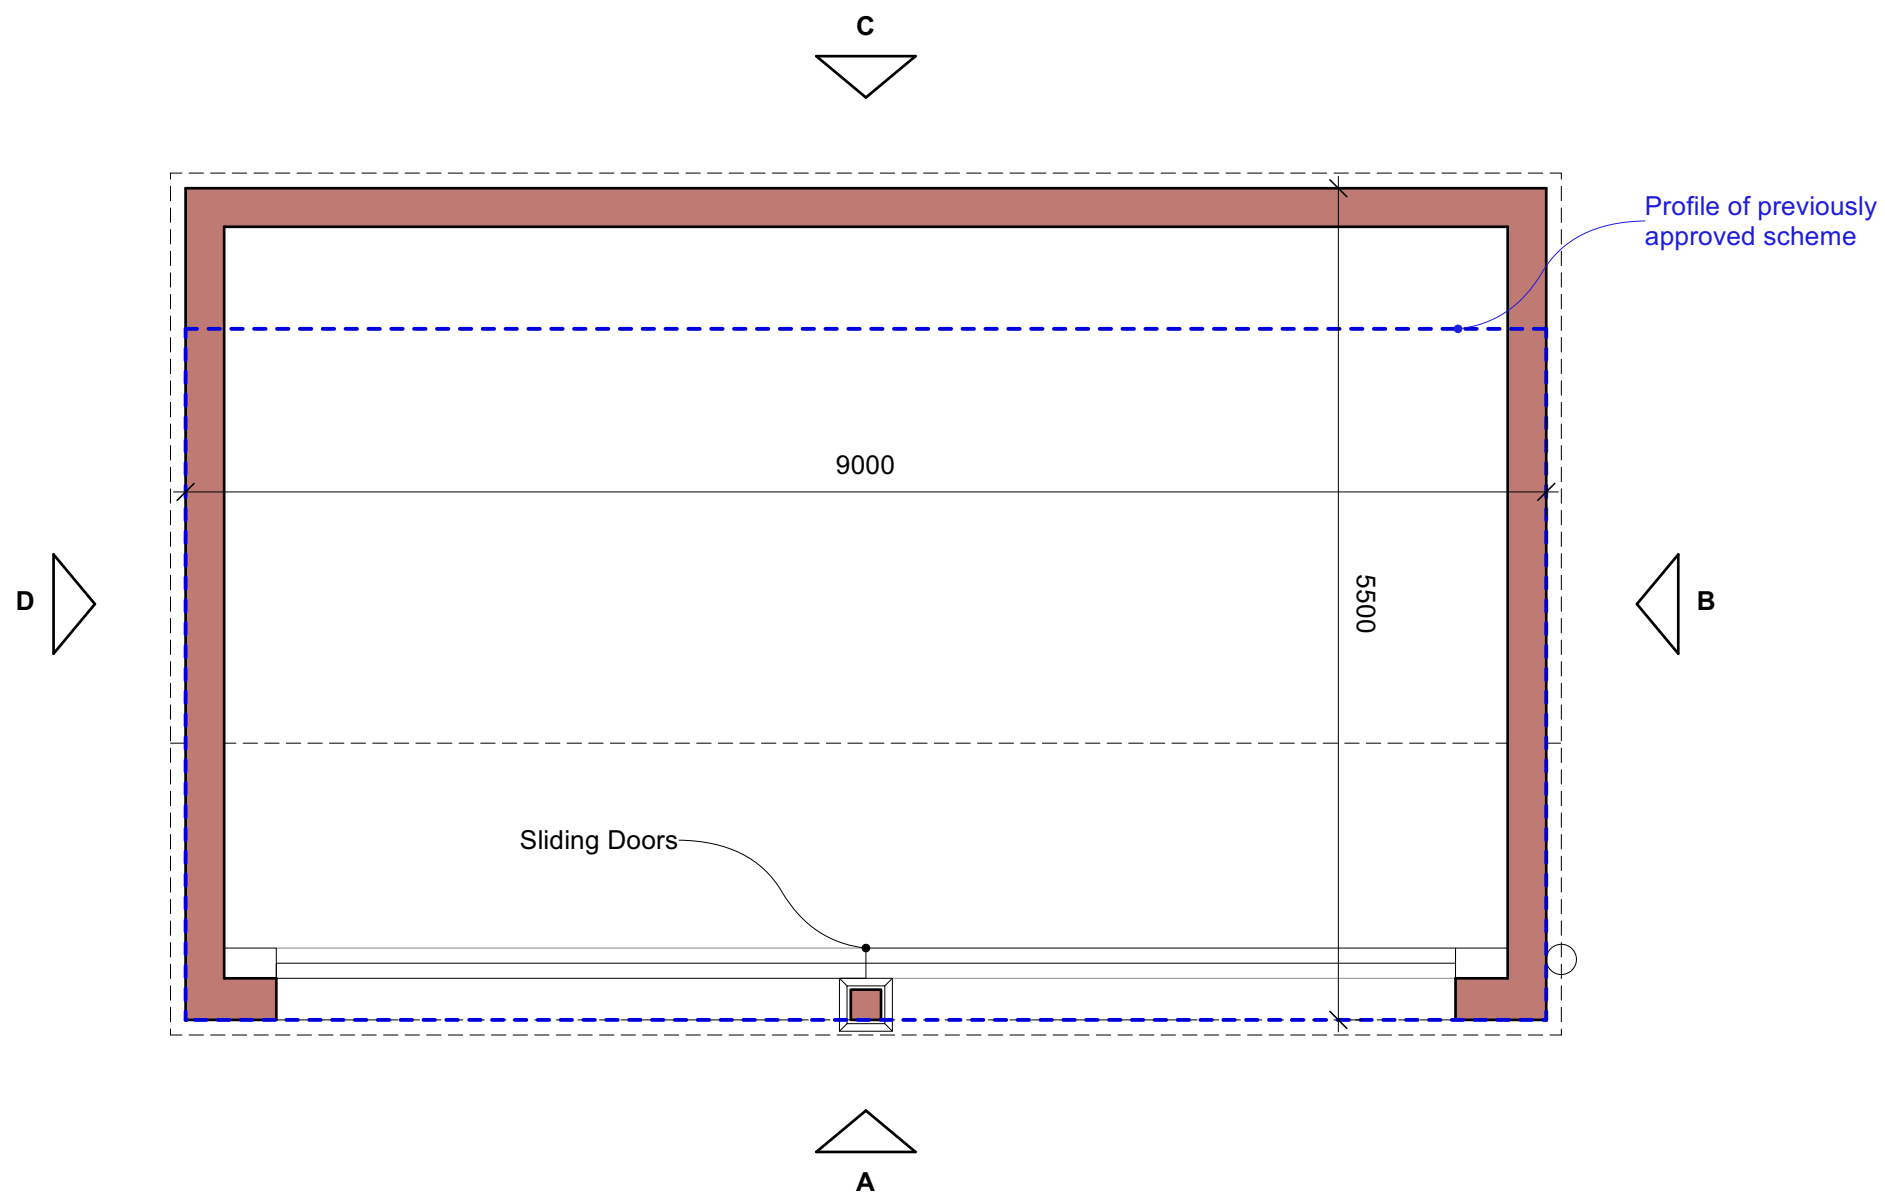 C
Profile of previously
approved scheme
9000
5500
D
B
Sliding Doors
A